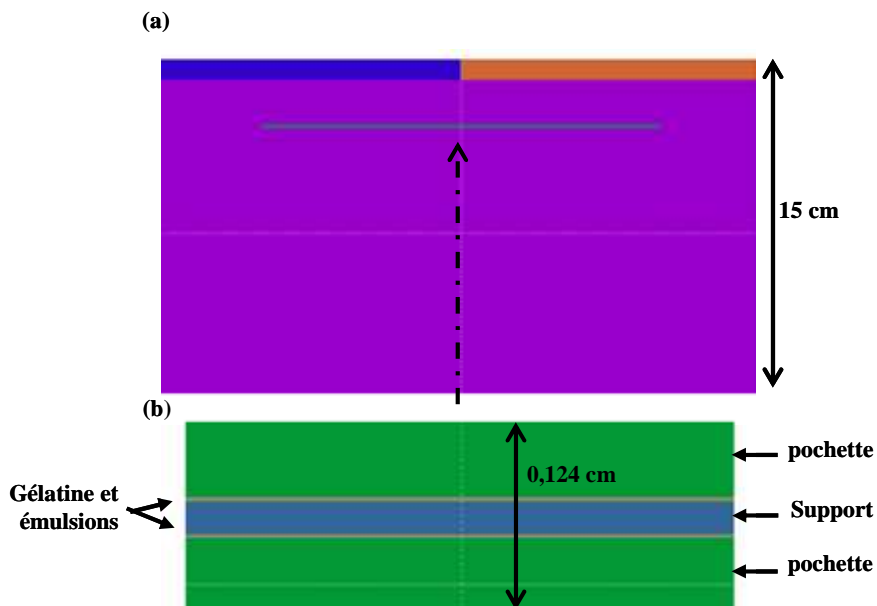 (a)
15 cm
(b)
pochette
0,124 cm
Gélatine et
émulsions
Support
pochette